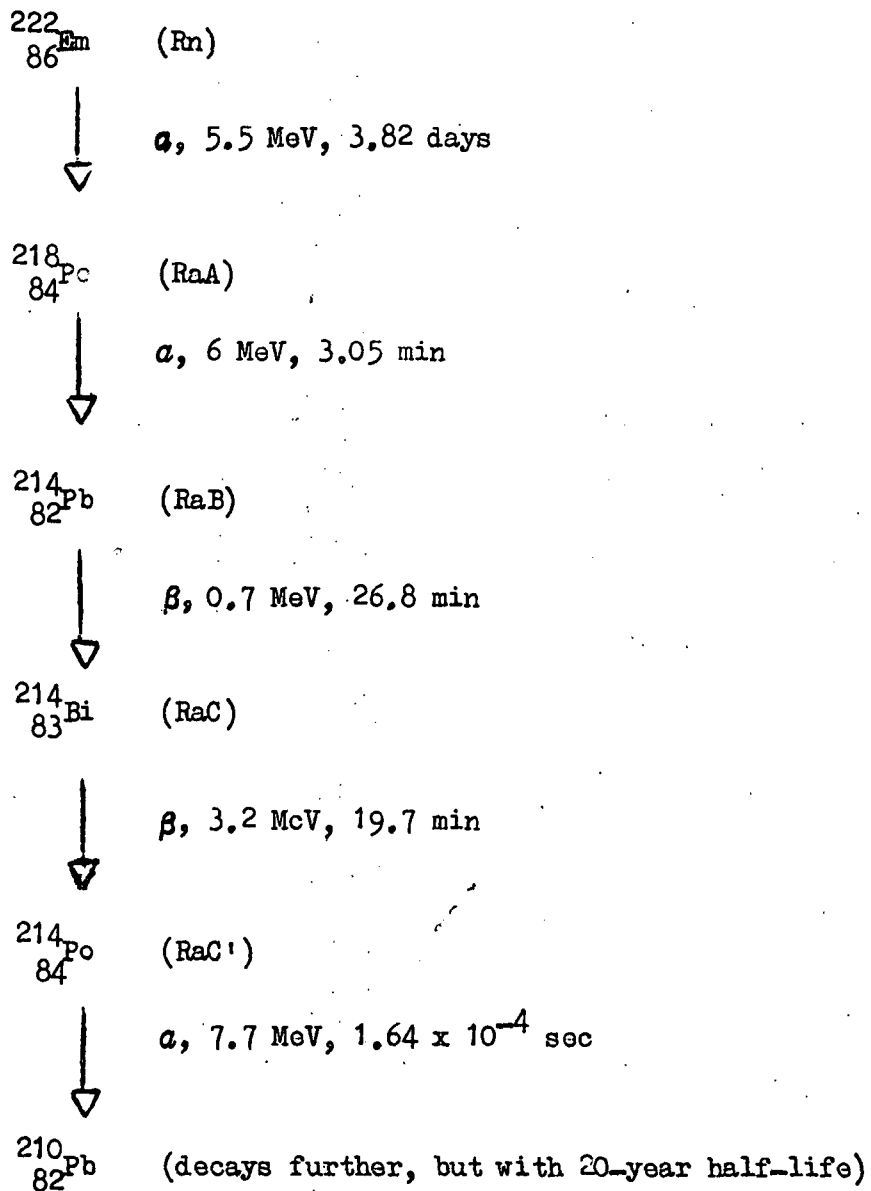 222 86 Em (Rn)
α, 5.5 MeV, 3.82 days
218 84 Po (RaA)
α, 6 MeV, 3.05 min
214 82 Pb (RaB)
β, 0.7 MeV, 26.8 min
214 83 Bi (RaC)
β, 3.2 McV, 19.7 min
214 84 Po (RaC')
α, 7.7 MeV, 1.64 x 10⁻⁴ sec
210 82 Pb (decays further, but with 20-year half-life)